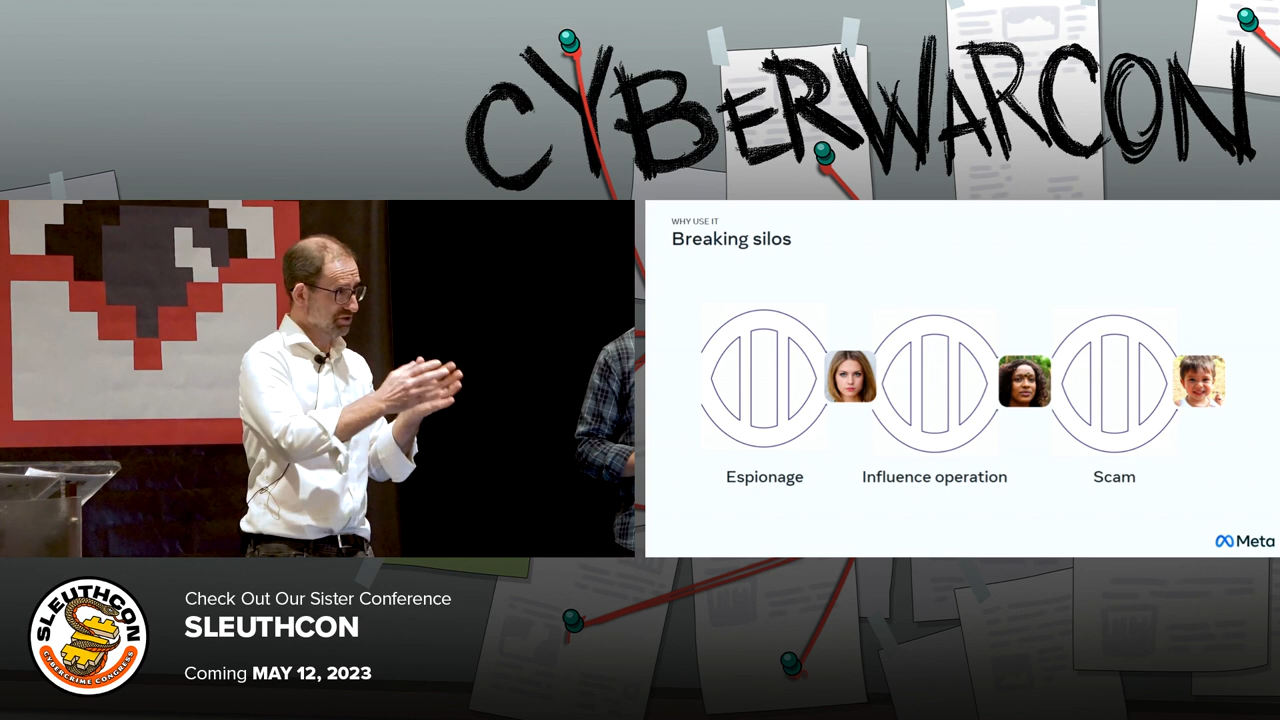 CYBERWARCON
WHY USE IT
Breaking silos
Espionage
Influence operation
Scam
Meta
SLEUTHCON
CYBERCRIME CONGRESS
Check Out Our Sister Conference
SLEUTHCON
Coming MAY 12, 2023